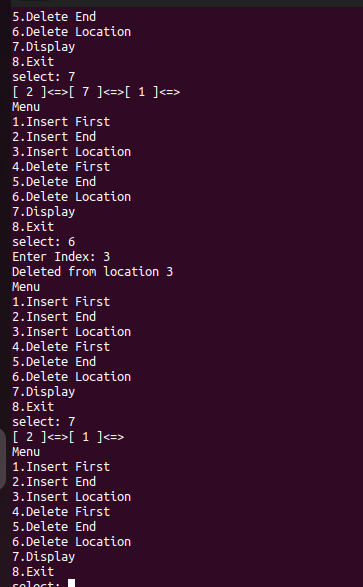 5.Delete End
6.Delete Location
7.Display
8.Exit
select: 7
[ 2 ]<=>[ 7 ]<=>[ 1 ]<=>
Menu
1.Insert First
2.Insert End
3.Insert Location
4.Delete First
5.Delete End
6.Delete Location
7.Display
8.Exit
select: 6
Enter Index: 3
Deleted from location 3
Menu
1.Insert First
2.Insert End
3.Insert Location
4.Delete First
5.Delete End
6.Delete Location
7.Display
8.Exit
select: 7
[ 2 ]<=>[ 1 ]<=>
Menu
1.Insert First
2.Insert End
3.Insert Location
4.Delete First
5.Delete End
6.Delete Location
7.Display
8.Exit
select: